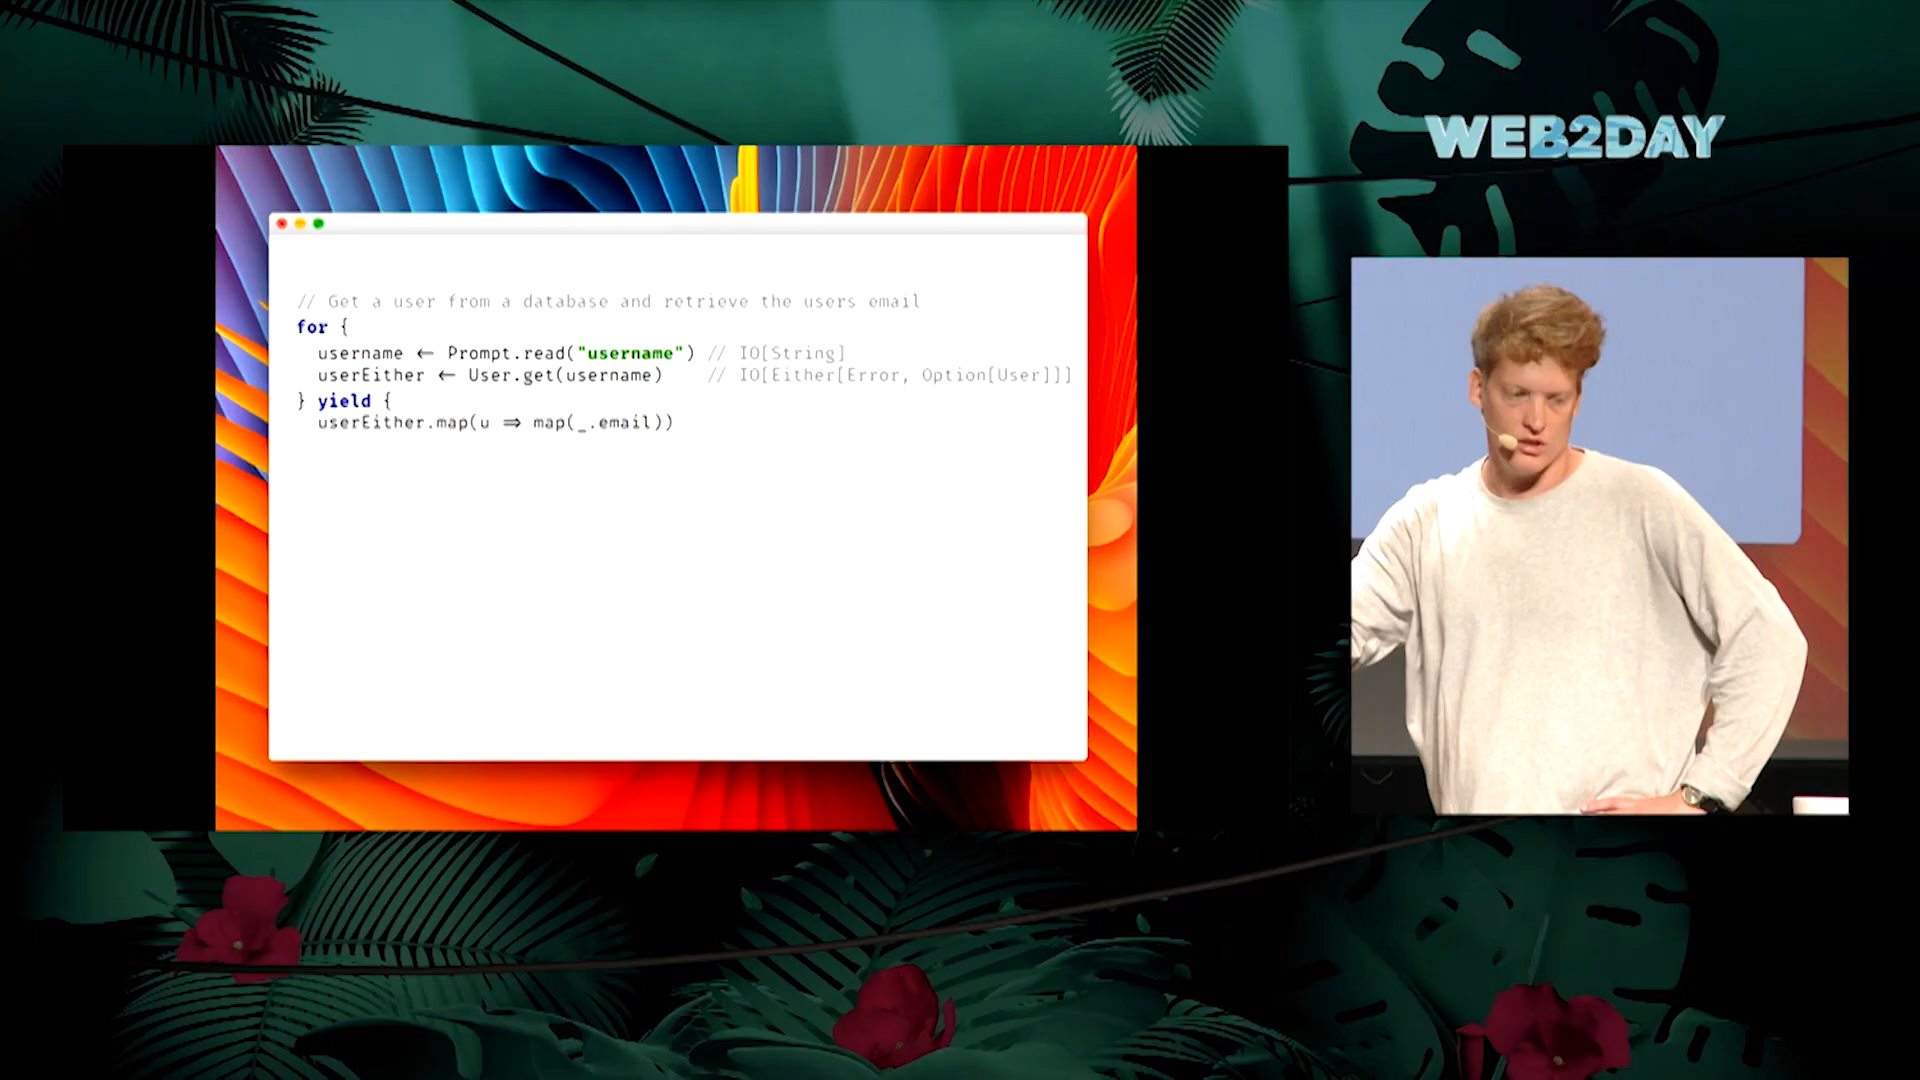 WEB2DAY
// Get a user from a database and retrieve the users email
for {
username ← Prompt.read("username") // IO[String]
userEither ← User.get(username) // IO[Either[Error, Option[User]]]
} yield {
userEither.map(u ⇒ map(_.email))